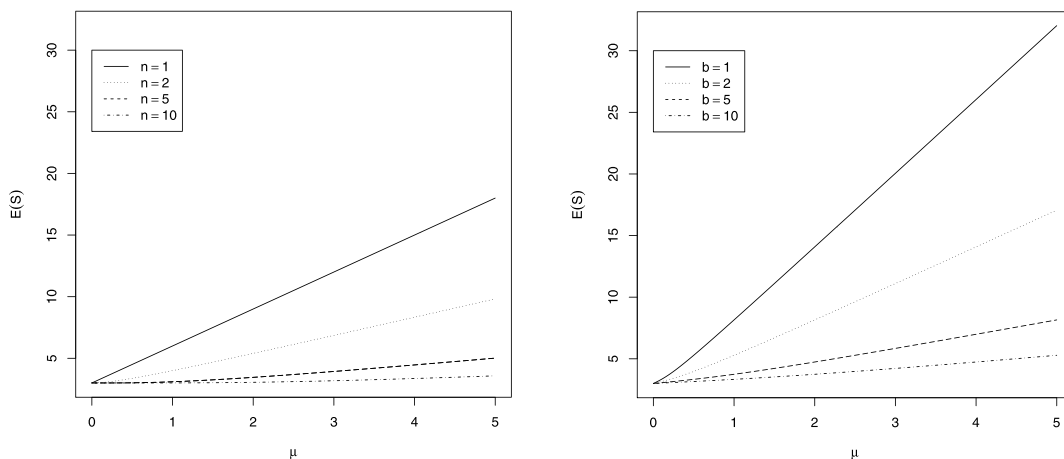 E(S)
30
25
20
15
10
5
n = 1
n = 2
n = 5
n = 10
0 1 2 3 4 5
μ
E(S)
30
25
20
15
10
5
b = 1
b = 2
b = 5
b = 10
0 1 2 3 4 5
μ